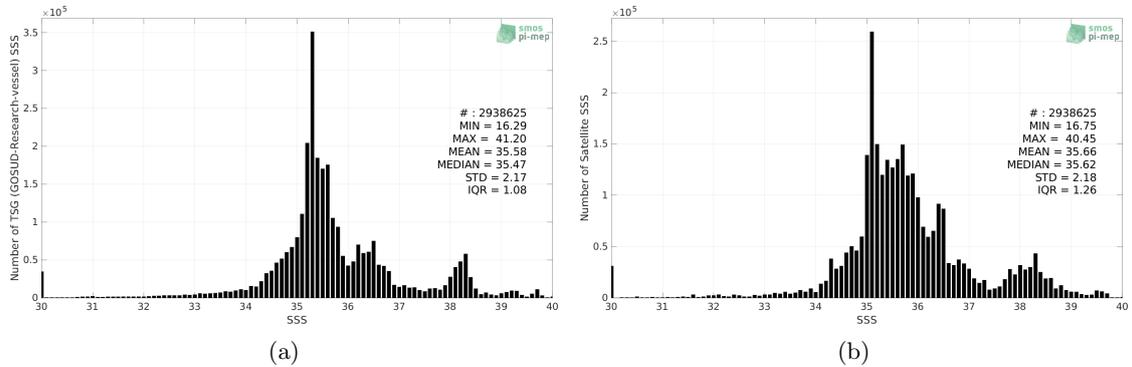 ×10⁵
3.5
3
2.5
2
1.5
1
0.5
0
Number of TSG (GOSUD-Research-vessel) SSS
smos
pi-mep
# : 2938625
MIN = 16.29
MAX = 41.20
MEAN = 35.58
MEDIAN = 35.47
STD = 2.17
IQR = 1.08
30 31 32 33 34 35 36 37 38 39 40
SSS
(a)
×10⁵
2.5
2
1.5
1
0.5
0
Number of Satellite SSS
smos
pi-mep
# : 2938625
MIN = 16.75
MAX = 40.45
MEAN = 35.66
MEDIAN = 35.62
STD = 2.18
IQR = 1.26
30 31 32 33 34 35 36 37 38 39 40
SSS
(b)